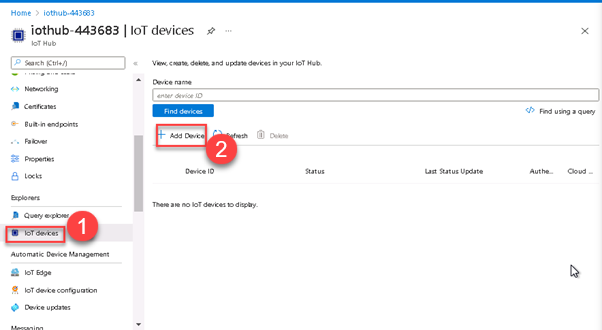 Home > iothub-443683
iothub-443683 | IoT devices
IoT Hub
Search (Ctrl+/)
Networking
Certificates
Built-in endpoints
Failover
Properties
Locks
Explorers
Query explorer
IoT devices
1
Automatic Device Management
IoT Edge
IoT device configuration
Device updates
Messaging
View, create, delete, and update devices in your IoT Hub.
Device name
enter device ID
Find devices
Find using a query
Add Device
Refresh
Delete
2
Device ID Status Last Status Update Authe... Cloud ...
There are no IoT devices to display.